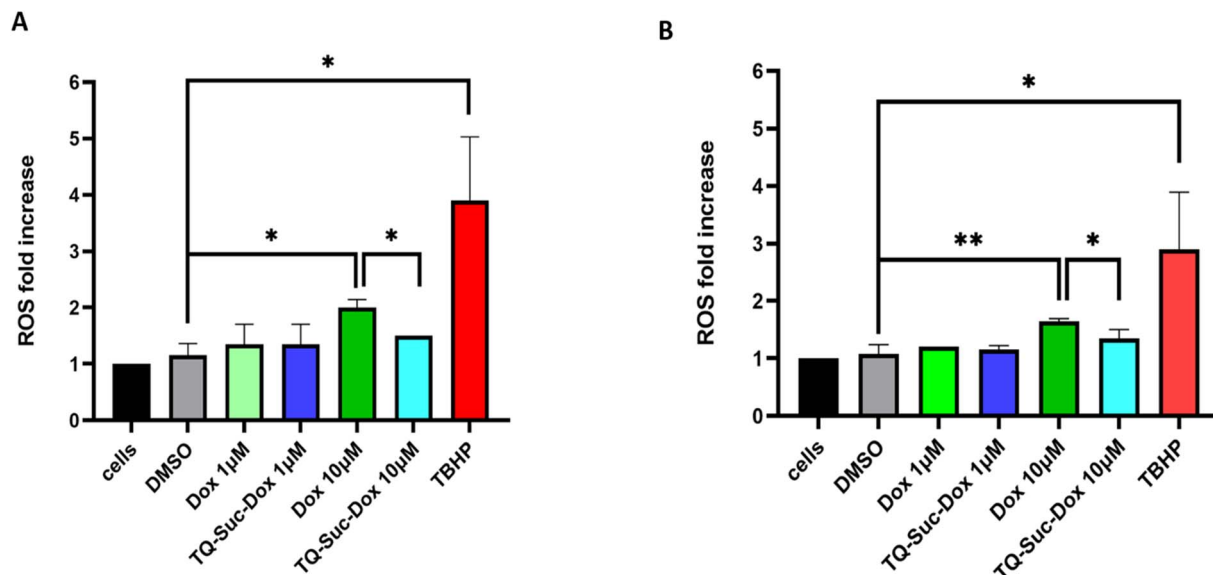 A
ROS fold increase
6
5
4
3
2
1
0
*
*
*
cells
DMSO
Dox 1µM
TQ-Suc-Dox 1µM
Dox 10µM
TQ-Suc-Dox 10µM
TBHP
B
ROS fold increase
6
5
4
3
2
1
0
*
**
*
cells
DMSO
Dox 1µM
TQ-Suc-Dox 1µM
Dox 10µM
TQ-Suc-Dox 10µM
TBHP